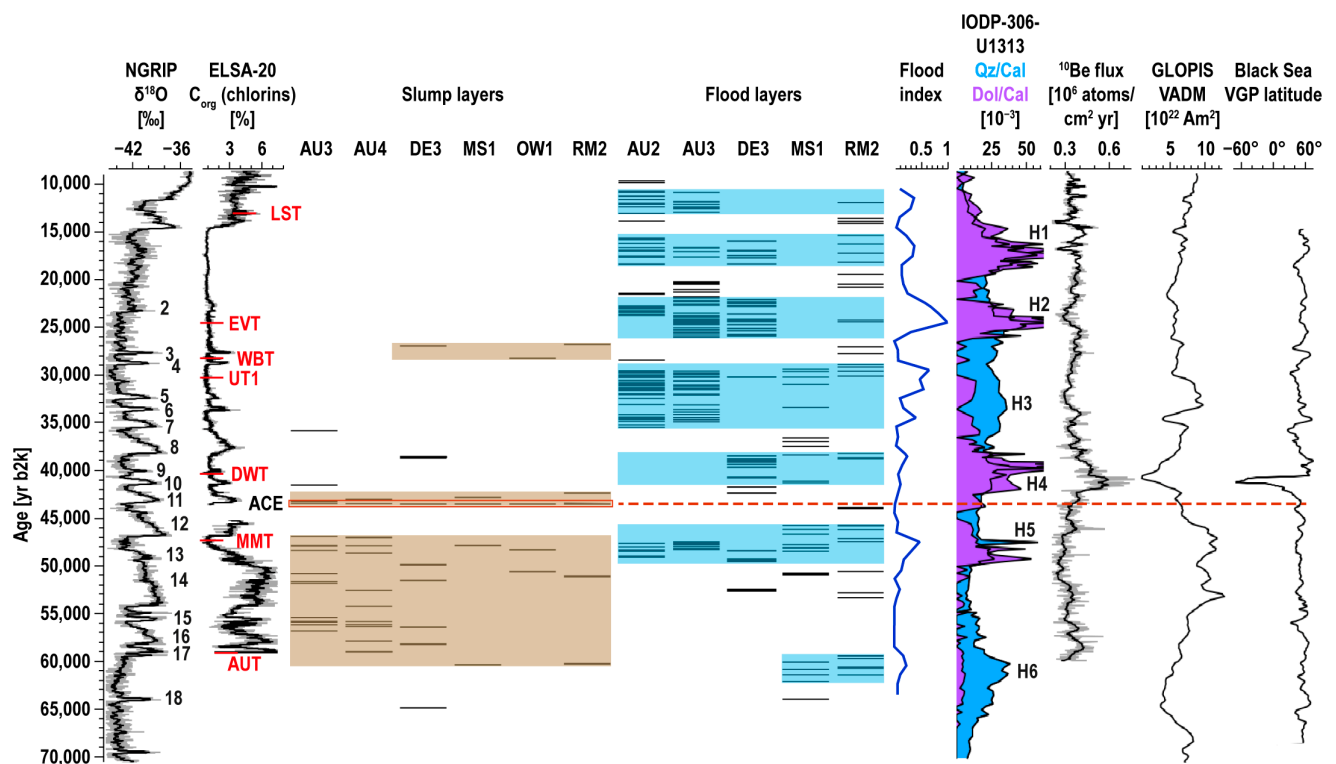 IODP-306-
U1313
NGRIP ELSA-20 Flood Qz/Cal ¹⁰Be flux GLOPIS Black Sea
δ¹⁸O C_org (chlorins) Slump layers Flood layers index Dol/Cal [10⁶ atoms/ VADM VGP latitude
[‰] [%] [10⁻³] cm² yr] [10²² Am²]
−42 −36 3 6 AU3 AU4 DE3 MS1 OW1 RM2 AU2 AU3 DE3 MS1 RM2 0.5 1 25 50 0.3 0.6 5 10 −60° 0° 60°
10,000
LST
15,000 H1
20,000
2 H2
EVT
25,000
3 WBT
4
30,000 UT1
5
6 H3
7
35,000
8
9 DWT
40,000
10 H4
11 ACE
45,000
12 H5
MMT
13
50,000
14
55,000
15
16
17 AUT
60,000 H6
18
65,000
70.000
Age [yr b2k]